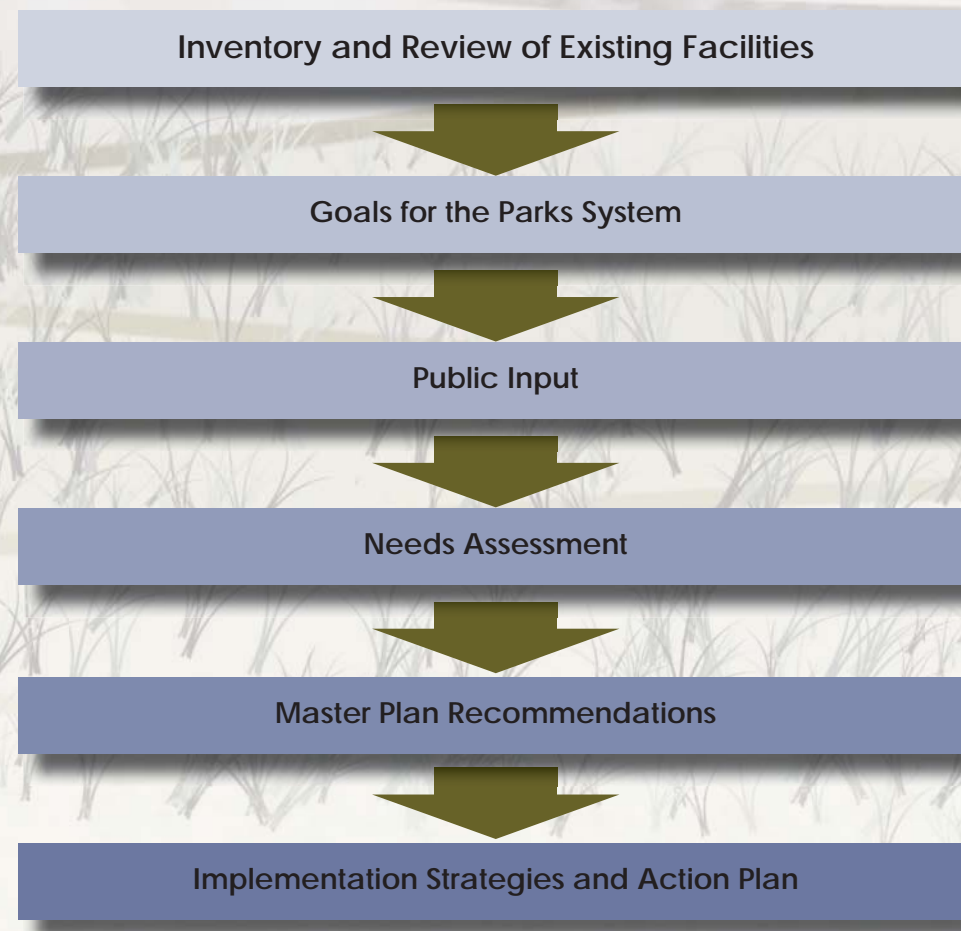 Inventory and Review of Existing Facilities
Goals for the Parks System
Public Input
Needs Assessment
Master Plan Recommendations
Implementation Strategies and Action Plan